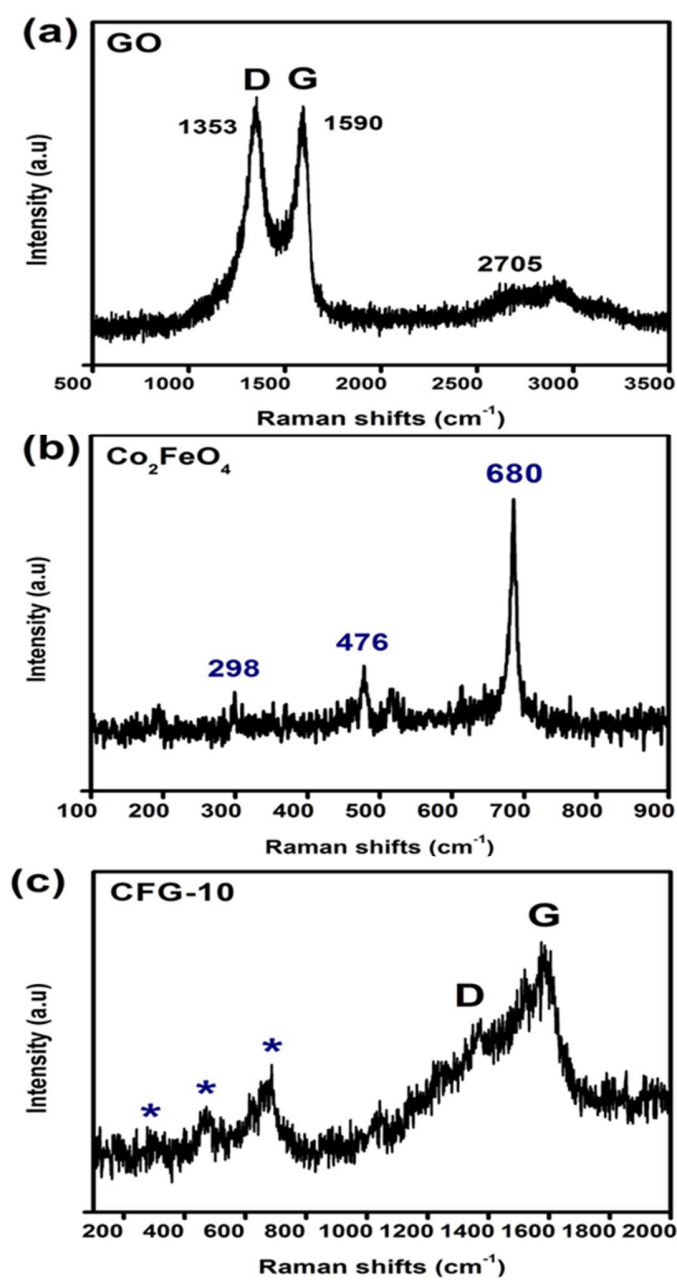 (a)
GO
D G
1353
1590
2705
Intensity (a.u)
500 1000 1500 2000 2500 3000 3500
Raman shifts (cm⁻¹)
(b)
Co₂FeO₄
680
476
298
Intensity (a.u)
100 200 300 400 500 600 700 800 900
Raman shifts (cm⁻¹)
(c)
CFG-10
G
D
*
*
*
Intensity (a.u)
200 400 600 800 1000 1200 1400 1600 1800 2000
Raman shifts (cm⁻¹)